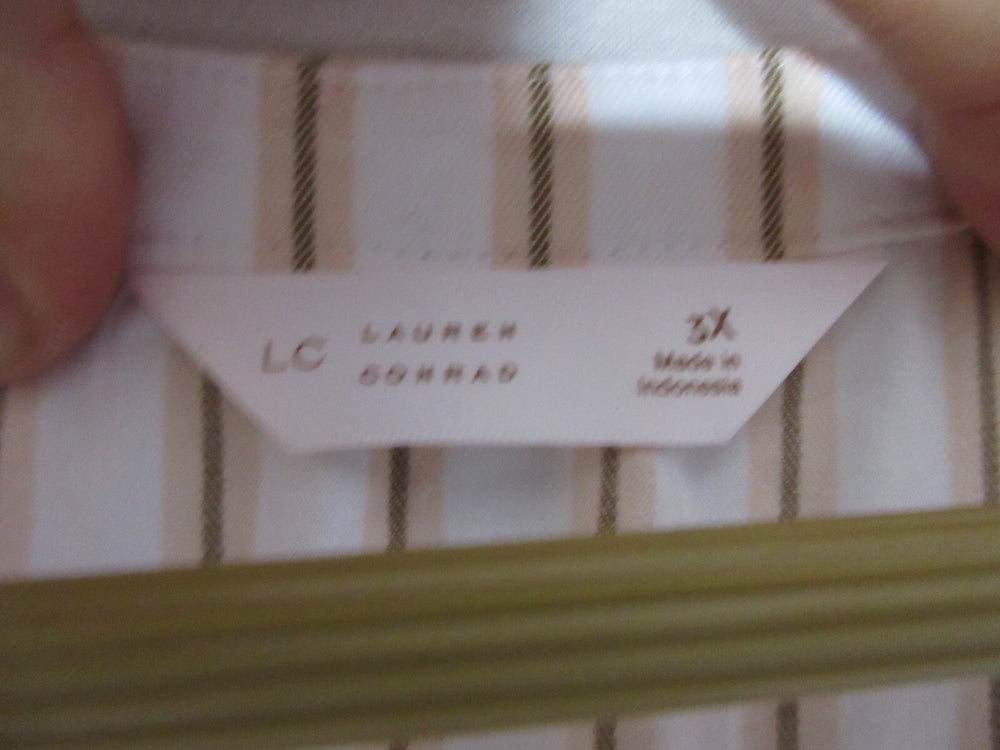 LC
LAUREN
CONRAD
3X
Made in
Indonesia